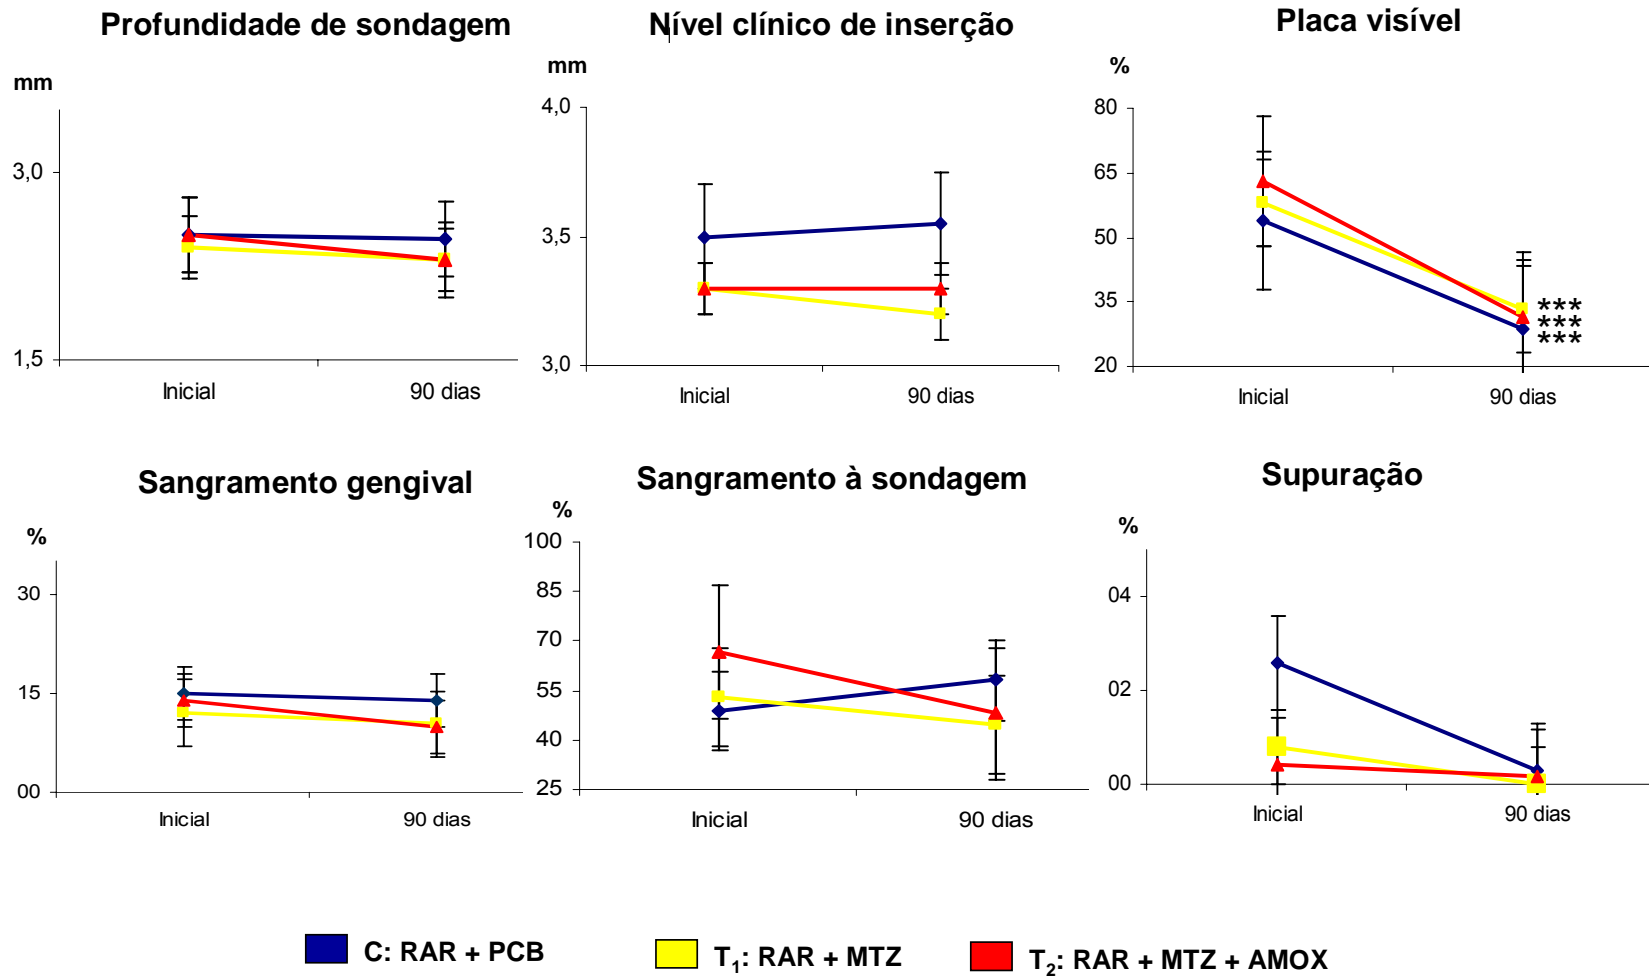 Profundidade de sondagem
mm
3,0
1,5
Inicial
90 dias
Nível clínico de inserção
mm
4,0
3,5
3,0
Inicial
90 dias
Placa visível
%
80
65
50
35
20
***
***
***
Inicial
90 dias
Sangramento gengival
%
30
15
00
Inicial
90 dias
Sangramento à sondagem
%
100
85
70
55
40
25
Inicial
90 dias
Supuração
%
04
02
00
Inicial
90 dias
C: RAR + PCB
T1: RAR + MTZ
T2: RAR + MTZ + AMOX